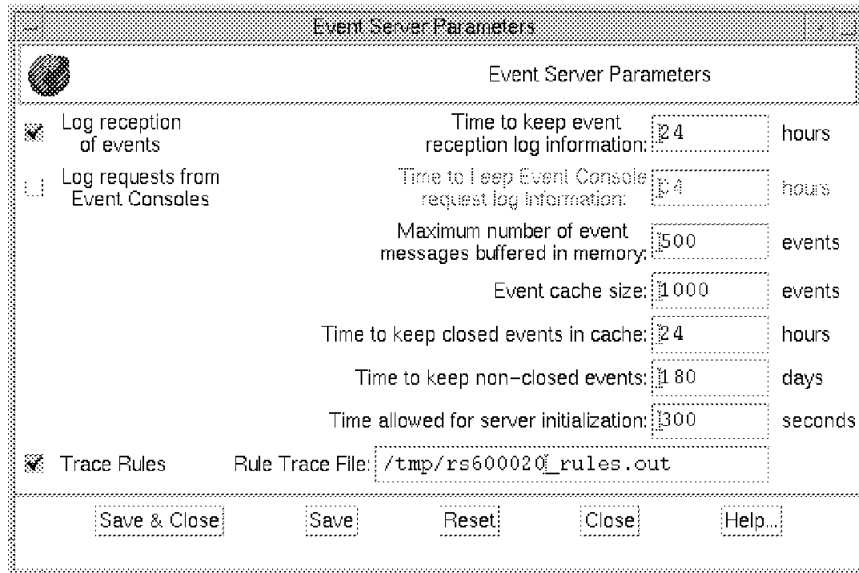 Event Server Parameters
Event Server Parameters
Log reception
of events
Time to keep event
reception log information:
24
hours
Log requests from
Event Consoles
Time to keep Event Console
request log information:
24
hours
Maximum number of event
messages buffered in memory:
500
events
Event cache size:
1000
events
Time to keep closed events in cache:
24
hours
Time to keep non-closed events:
180
days
Time allowed for server initialization:
300
seconds
Trace Rules
Rule Trace File:
/tmp/rs600020_rules.out
Save & Close
Save
Reset
Close
Help...